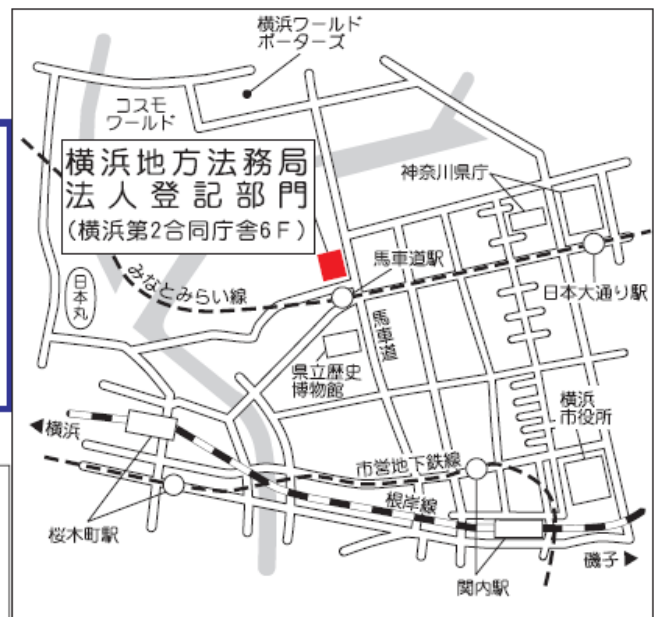 横浜ワールド
ポーターズ
コスモ
ワールド
横浜地方法務局
法人登記部門
(横浜第2合同庁舎6F)
神奈川県庁
馬車道駅
みなとみらい線
日本丸
日本大通り駅
馬車道
県立歴史
博物館
横浜
市役所
◀横浜
市営地下鉄線
根岸線
桜木町駅
磯子▶
関内駅